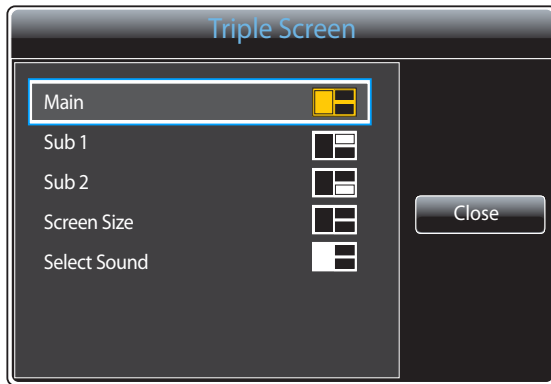 Triple Screen
Main
Sub 1
Sub 2
Screen Size
Select Sound
Close